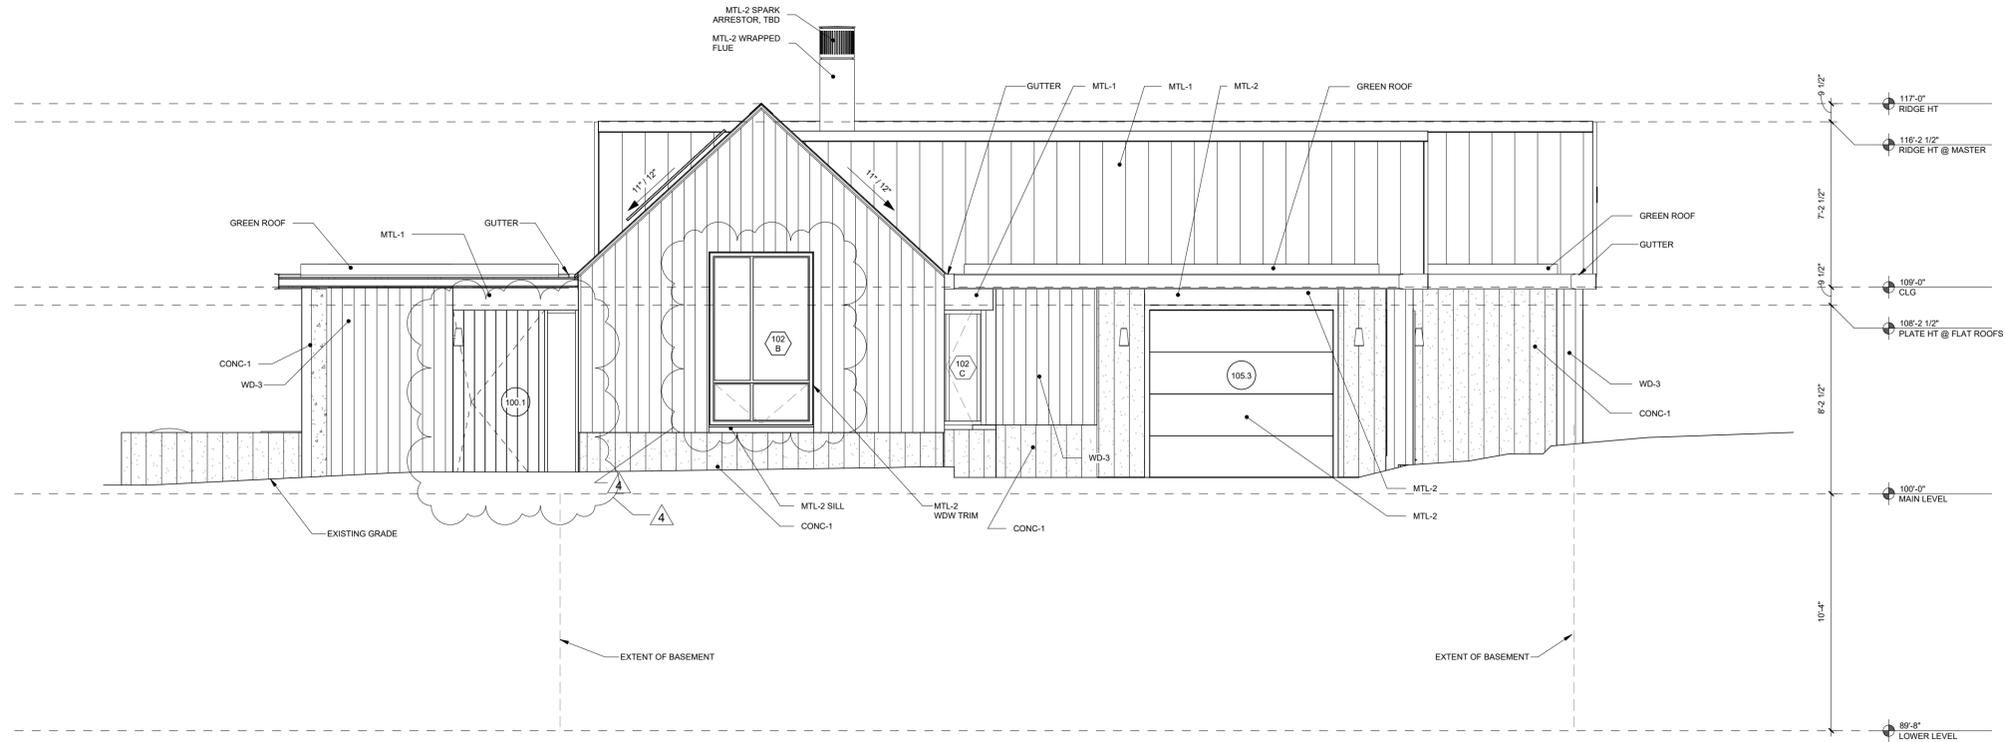 MTL-2 SPARK
ARRESTOR, TBD
MTL-2 WRAPPED
FLUE
GUTTER
MTL-1
MTL-1
MTL-2
GREEN ROOF
9 1/2"
117'-0"
RIDGE HT
116'-2 1/2"
RIDGE HT @ MASTER
11" / 12"
11" / 12"
7'-2 1/2"
GREEN ROOF
GUTTER
MTL-1
GREEN ROOF
GUTTER
9 1/2"
109'-0"
CLG
108'-2 1/2"
PLATE HT @ FLAT ROOFS
102
B
102
C
105.3
100.1
CONC-1
WD-3
WD-3
CONC-1
8'-2 1/2"
WD-3
4
4
MTL-2 SILL
CONC-1
MTL-2
WDW TRIM
CONC-1
MTL-2
MTL-2
100'-0"
MAIN LEVEL
EXISTING GRADE
10'-4"
EXTENT OF BASEMENT
EXTENT OF BASEMENT
89'-8"
LOWER LEVEL